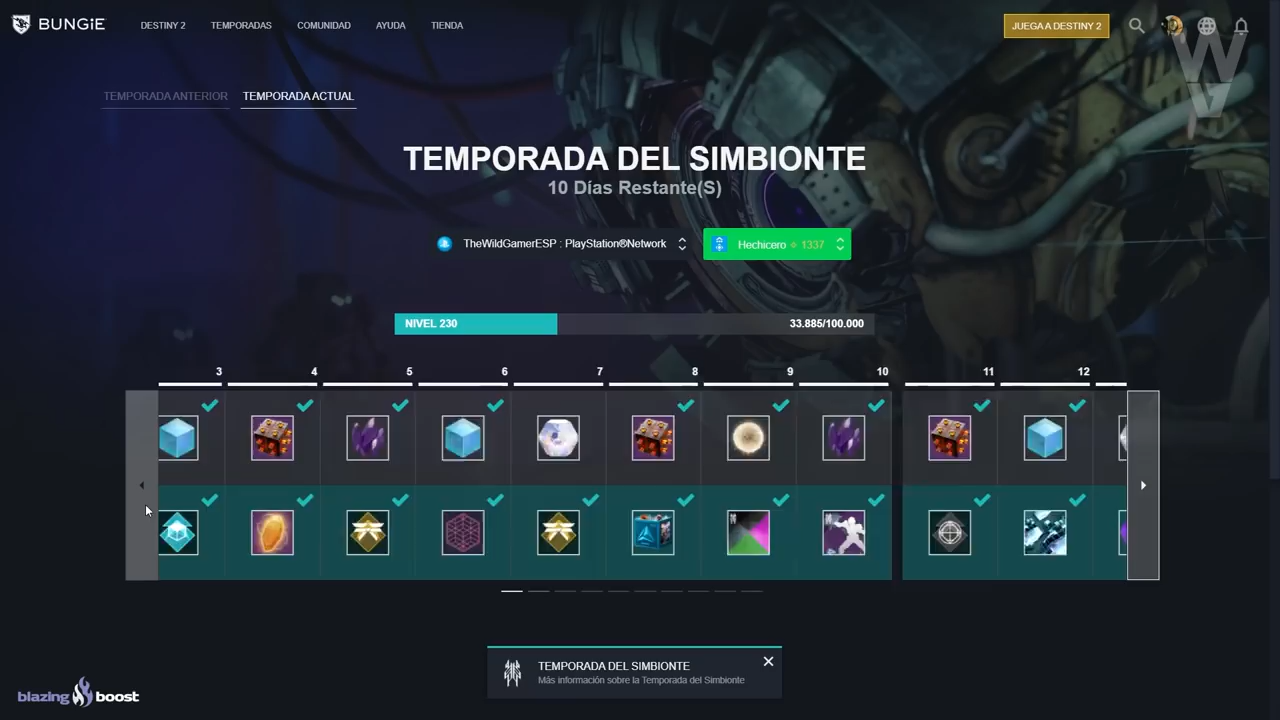 BUNGiE
DESTINY 2
TEMPORADAS
COMUNIDAD
AYUDA
TIENDA
JUEGA A DESTINY 2
TEMPORADA ANTERIOR
TEMPORADA ACTUAL
TEMPORADA DEL SIMBIONTE
10 Días Restante(S)
TheWildGamerESP : PlayStation®Network
Hechicero 1337
NIVEL 230
33.885/100.000
3 4 5 6 7 8 9 10 11 12
TEMPORADA DEL SIMBIONTE
Más información sobre la Temporada del Simbionte
blazing boost